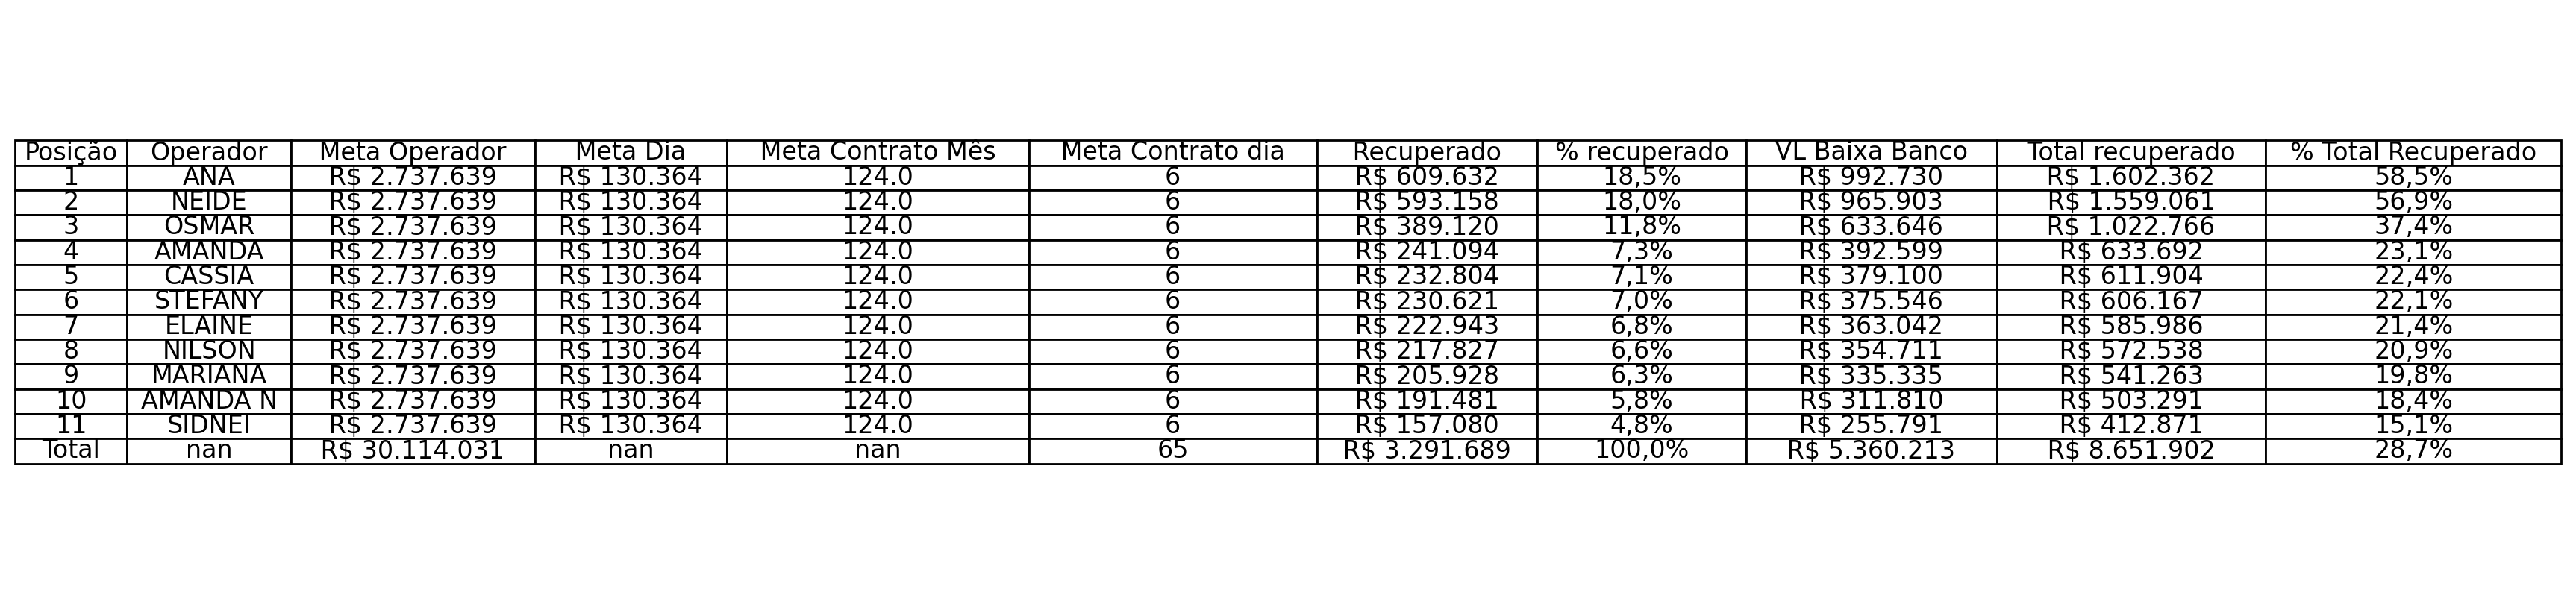 Posição Operador Meta Operador Meta Dia Meta Contrato Mês Meta Contrato dia Recuperado % recuperado VL Baixa Banco Total recuperado % Total Recuperado
1 ANA R$ 2.737.639 R$ 130.364 124.0 6 R$ 609.632 18,5% R$ 992.730 R$ 1.602.362 58,5%
2 NEIDE R$ 2.737.639 R$ 130.364 124.0 6 R$ 593.158 18,0% R$ 965.903 R$ 1.559.061 56,9%
3 OSMAR R$ 2.737.639 R$ 130.364 124.0 6 R$ 389.120 11,8% R$ 633.646 R$ 1.022.766 37,4%
4 AMANDA R$ 2.737.639 R$ 130.364 124.0 6 R$ 241.094 7,3% R$ 392.599 R$ 633.692 23,1%
5 CASSIA R$ 2.737.639 R$ 130.364 124.0 6 R$ 232.804 7,1% R$ 379.100 R$ 611.904 22,4%
6 STEFANY R$ 2.737.639 R$ 130.364 124.0 6 R$ 230.621 7,0% R$ 375.546 R$ 606.167 22,1%
7 ELAINE R$ 2.737.639 R$ 130.364 124.0 6 R$ 222.943 6,8% R$ 363.042 R$ 585.986 21,4%
8 NILSON R$ 2.737.639 R$ 130.364 124.0 6 R$ 217.827 6,6% R$ 354.711 R$ 572.538 20,9%
9 MARIANA R$ 2.737.639 R$ 130.364 124.0 6 R$ 205.928 6,3% R$ 335.335 R$ 541.263 19,8%
10 AMANDA N R$ 2.737.639 R$ 130.364 124.0 6 R$ 191.481 5,8% R$ 311.810 R$ 503.291 18,4%
11 SIDNEI R$ 2.737.639 R$ 130.364 124.0 6 R$ 157.080 4,8% R$ 255.791 R$ 412.871 15,1%
Total nan R$ 30.114.031 nan nan 65 R$ 3.291.689 100,0% R$ 5.360.213 R$ 8.651.902 28,7%